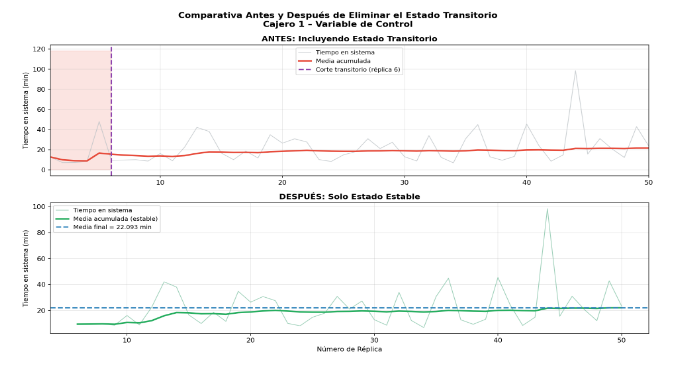 Comparativa Antes y Después de Eliminar el Estado Transitorio
Cajero 1 – Variable de Control
ANTES: Incluyendo Estado Transitorio
Tiempo en sistema (min)
120
100
80
60
40
20
0
Tiempo en sistema
Media acumulada
Corte transitorio (réplica 6)
10
20
30
40
50
DESPUÉS: Solo Estado Estable
Tiempo en sistema (min)
100
80
60
40
20
Tiempo en sistema
Media acumulada (estable)
Media final = 22.093 min
10
20
30
40
50
Número de Réplica